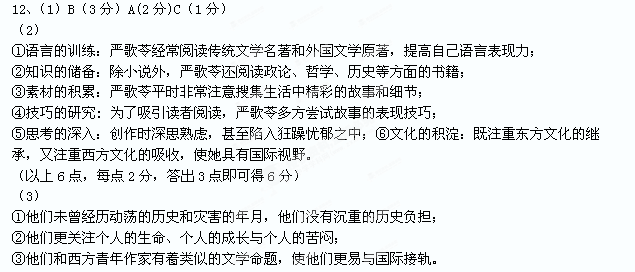 12、(1) B（3分）A(2分)C（1分）
（2）
①语言的训练：严歌苓经常阅读传统文学名著和外国文学原著，提高自己语言表现力；
②知识的储备：除小说外，严歌苓还阅读政论、哲学、历史等方面的书籍；
③素材的积累：严歌苓平时非常注意搜集生活中精彩的故事和细节；
④技巧的研究：为了吸引读者阅读，严歌苓多方尝试故事的表现技巧；
⑤思考的深入：创作时深思熟虑，甚至陷入狂躁忧郁之中；⑥文化的积淀：既注重东方文化的继
承，又注重西方文化的吸收，使她具有国际视野。
（以上6点，每点2分，答出3点即可得6分）
（3）
①他们未曾经历动荡的历史和灾害的年月，他们没有沉重的历史负担；
②他们更关注个人的生命、个人的成长与个人的苦闷；
③他们和西方青年作家有着类似的文学命题，使他们更易与国际接轨。